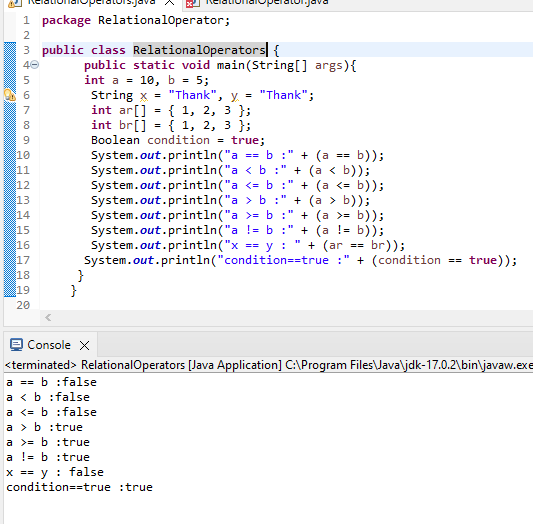 RelationalOperators.java RelationalOperator.java
1 package RelationalOperator;
2
3 public class RelationalOperators {
4 public static void main(String[] args){
5 int a = 10, b = 5;
6 String x = "Thank", y = "Thank";
7 int ar[] = { 1, 2, 3 };
8 int br[] = { 1, 2, 3 };
9 Boolean condition = true;
10 System.out.println("a == b :" + (a == b));
11 System.out.println("a < b :" + (a < b));
12 System.out.println("a <= b :" + (a <= b));
13 System.out.println("a > b :" + (a > b));
14 System.out.println("a >= b :" + (a >= b));
15 System.out.println("a != b :" + (a != b));
16 System.out.println("x == y : " + (ar == br));
17 System.out.println("condition==true :" + (condition == true));
18 }
19 }
20
Console
<terminated> RelationalOperators [Java Application] C:\Program Files\Java\jdk-17.0.2\bin\javaw.exe
a == b :false
a < b :false
a <= b :false
a > b :true
a >= b :true
a != b :true
x == y : false
condition==true :true